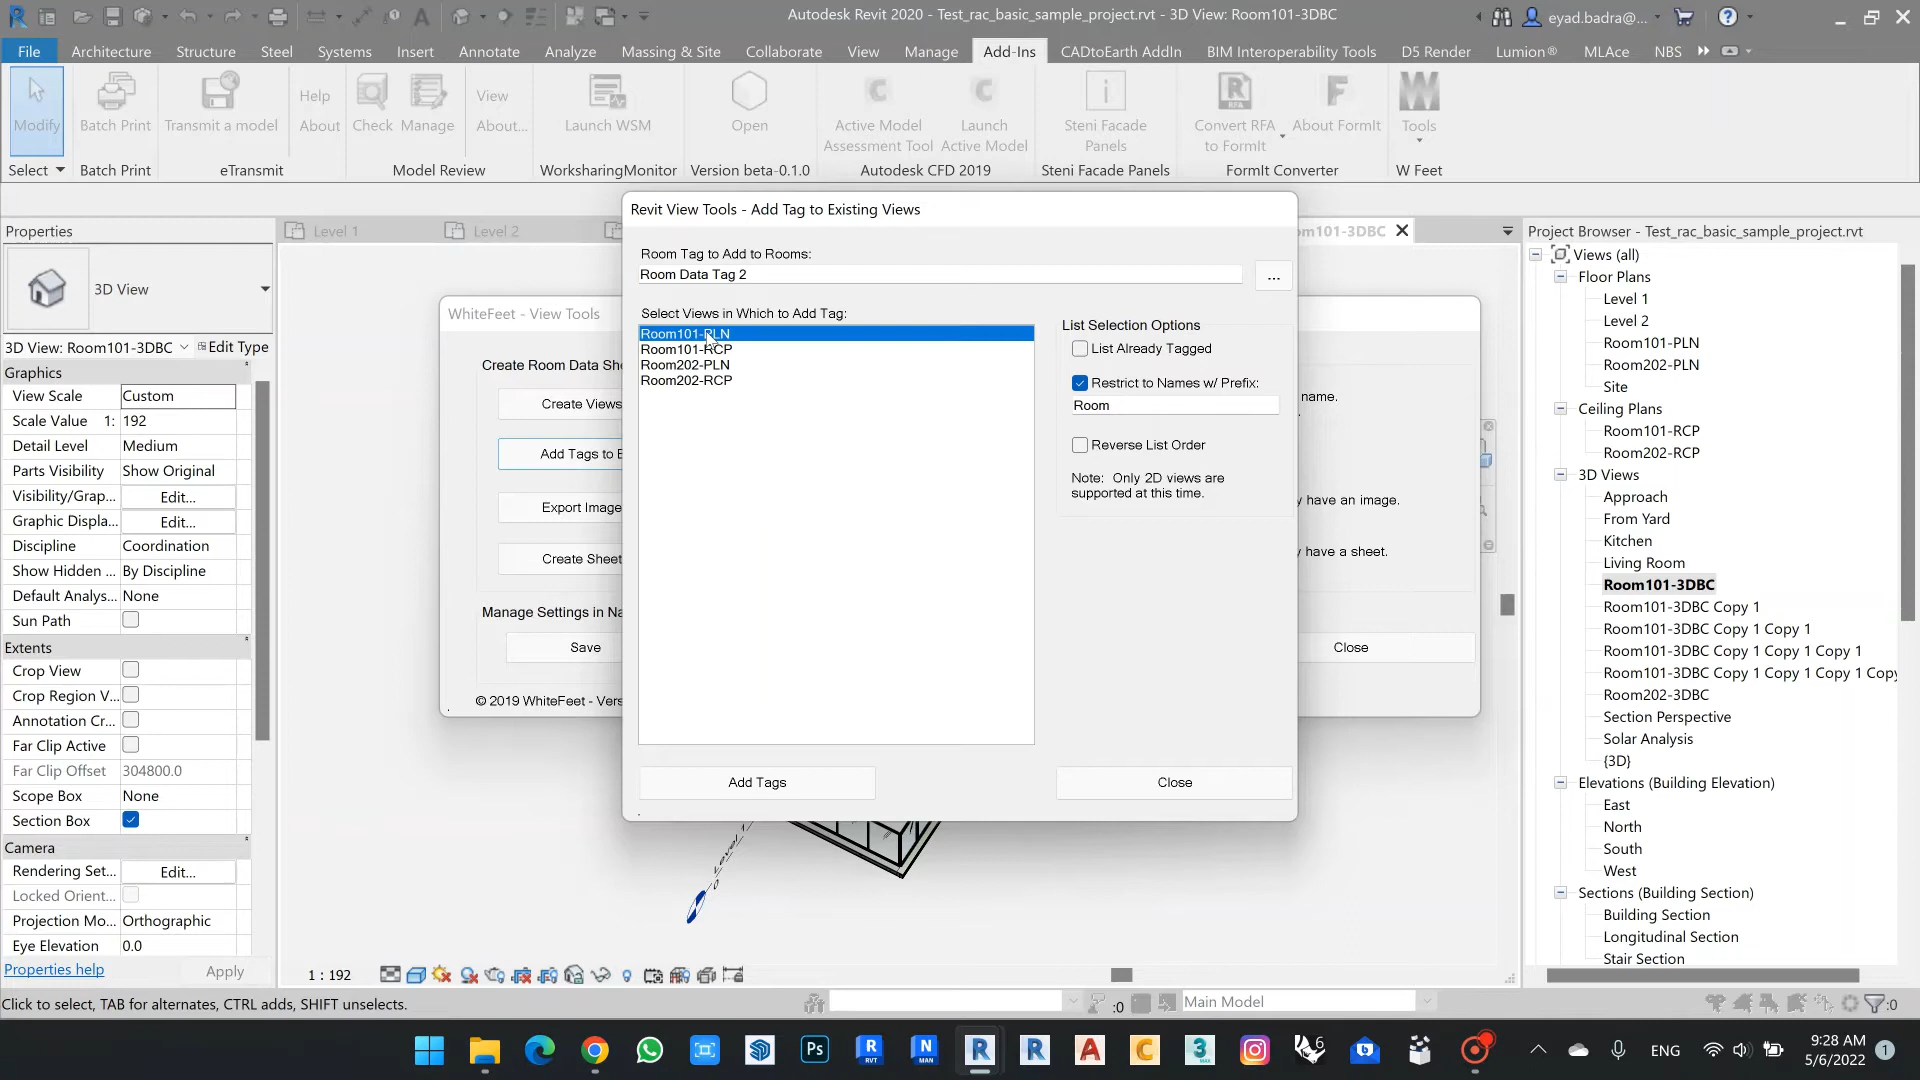 Autodesk Revit 2020 - Test_rac_basic_sample_project.rvt - 3D View: Room101-3DBC
eyad.badra@...
File Architecture Structure Steel Systems Insert Annotate Analyze Massing & Site Collaborate View Manage Add-Ins CADtoEarth AddIn BIM Interoperability Tools D5 Render Lumion® MLAce NBS
Modify
Batch Print
Transmit a model
Help
About
Check
Manage
View
About...
Launch WSM
Open
Active Model
Assessment Tool
Launch
Active Model
Steni Facade
Panels
Convert RFA
to FormIt
About FormIt
Tools
Select Batch Print eTransmit Model Review WorksharingMonitor Version beta-0.1.0 Autodesk CFD 2019 Steni Facade Panels FormIt Converter W Feet
Properties
3D View
3D View: Room101-3DBC Edit Type
Graphics
View Scale Custom
Scale Value 1: 192
Detail Level Medium
Parts Visibility Show Original
Visibility/Grap... Edit...
Graphic Displa... Edit...
Discipline Coordination
Show Hidden ... By Discipline
Default Analys... None
Sun Path
Extents
Crop View
Crop Region V...
Annotation Cr...
Far Clip Active
Far Clip Offset 304800.0
Scope Box None
Section Box
Camera
Rendering Set... Edit...
Locked Orient...
Projection Mo... Orthographic
Eye Elevation 0.0
Properties help Apply
Level 1 Level 2 om101-3DBC
WhiteFeet - View Tools
Create Room Data She
Create Views
Add Tags to E
Export Image
Create Sheet
Manage Settings in Na
Save
© 2019 WhiteFeet - Vers
name.
y have an image.
y have a sheet.
Close
Revit View Tools - Add Tag to Existing Views
Room Tag to Add to Rooms:
Room Data Tag 2
...
Select Views in Which to Add Tag:
Room101-PLN
Room101-RCP
Room202-PLN
Room202-RCP
List Selection Options
List Already Tagged
Restrict to Names w/ Prefix:
Room
Reverse List Order
Note: Only 2D views are
supported at this time.
Add Tags
Close
Project Browser - Test_rac_basic_sample_project.rvt
Views (all)
Floor Plans
Level 1
Level 2
Room101-PLN
Room202-PLN
Site
Ceiling Plans
Room101-RCP
Room202-RCP
3D Views
Approach
From Yard
Kitchen
Living Room
Room101-3DBC
Room101-3DBC Copy 1
Room101-3DBC Copy 1 Copy 1
Room101-3DBC Copy 1 Copy 1 Copy 1
Room101-3DBC Copy 1 Copy 1 Copy 1 Copy
Room202-3DBC
Section Perspective
Solar Analysis
{3D}
Elevations (Building Elevation)
East
North
South
West
Sections (Building Section)
Building Section
Longitudinal Section
Stair Section
1 : 192
Click to select, TAB for alternates, CTRL adds, SHIFT unselects.
:0
Main Model
:0
ENG
9:28 AM
5/6/2022
1